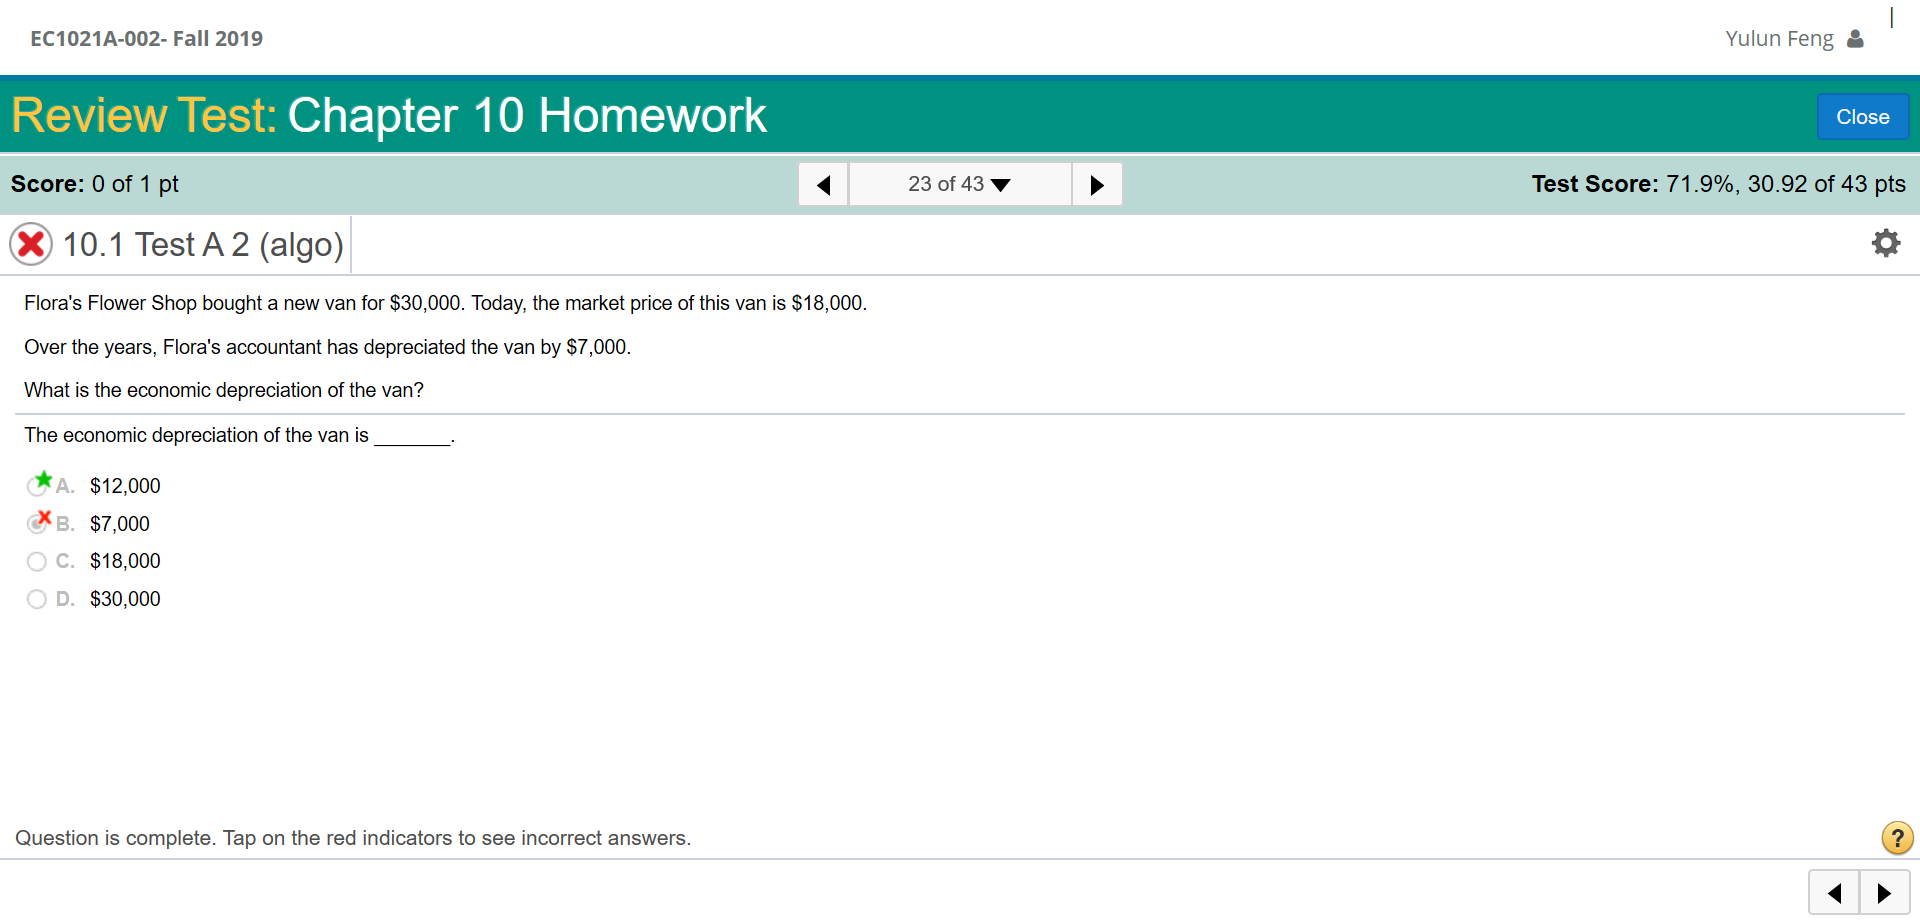 EC1021A-002- Fall 2019
Yulun Feng
Review Test: Chapter 10 Homework
Close
Score: 0 of 1 pt
23 of 43
Test Score: 71.9%, 30.92 of 43 pts
10.1 Test A 2 (algo)
Flora's Flower Shop bought a new van for $30,000. Today, the market price of this van is $18,000.
Over the years, Flora's accountant has depreciated the van by $7,000.
What is the economic depreciation of the van?
The economic depreciation of the van is _______.
A. $12,000
B. $7,000
C. $18,000
D. $30,000
Question is complete. Tap on the red indicators to see incorrect answers.
?